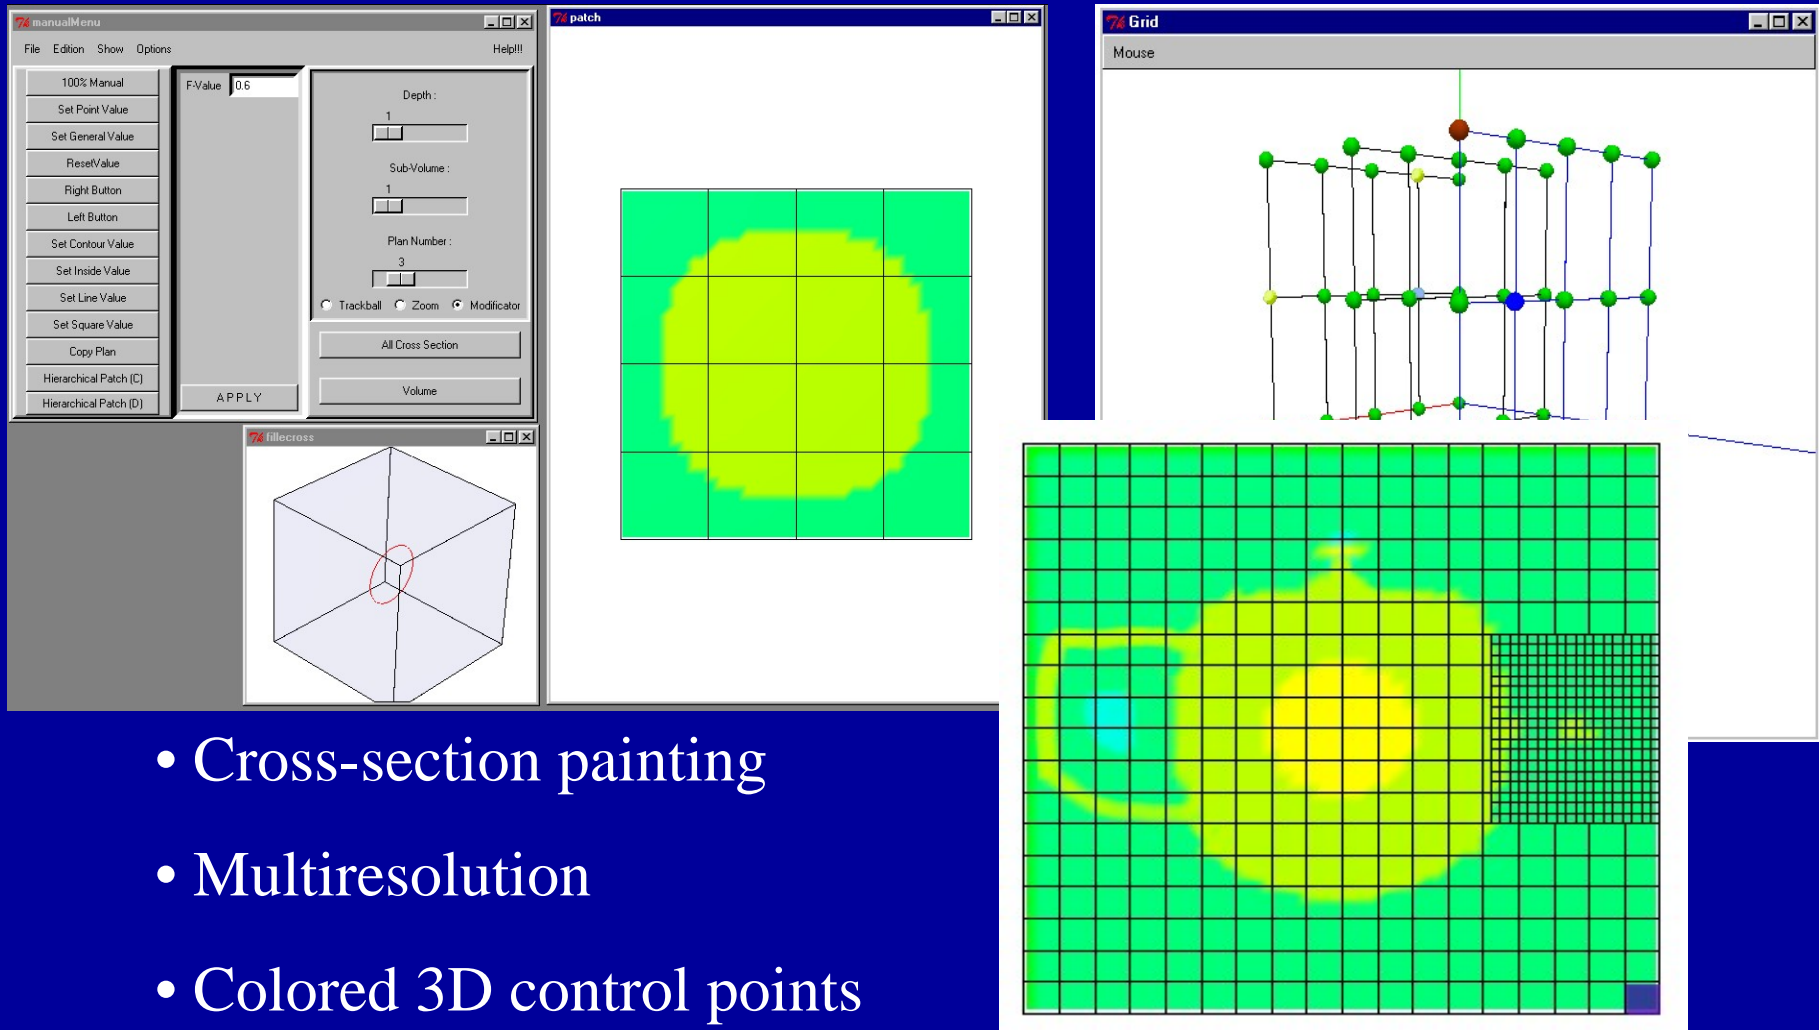 manualMenu
File Edition Show Options Help!!!
100% Manual
Set Point Value
Set General Value
ResetValue
Right Button
Left Button
Set Contour Value
Set Inside Value
Set Line Value
Set Square Value
Copy Plan
Hierarchical Patch (C)
Hierarchical Patch (D)
F-Value 0.6
APPLY
Depth :
1
Sub-Volume :
1
Plan Number :
3
Trackball Zoom Modificator
All Cross Section
Volume
fillecross
patch
Grid
Mouse
• Cross-section painting
• Multiresolution
• Colored 3D control points